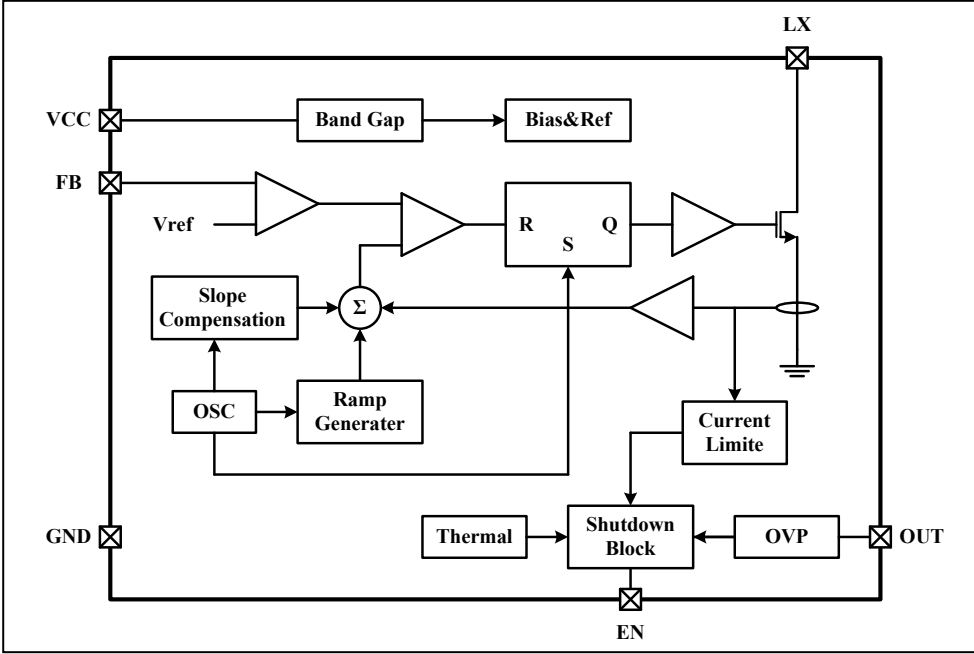 LX
VCC
Band Gap
Bias&Ref
FB
Vref
R
Q
S
Slope
Compensation
Σ
OSC
Ramp
Generater
Current
Limite
GND
Thermal
Shutdown
Block
OVP
OUT
EN